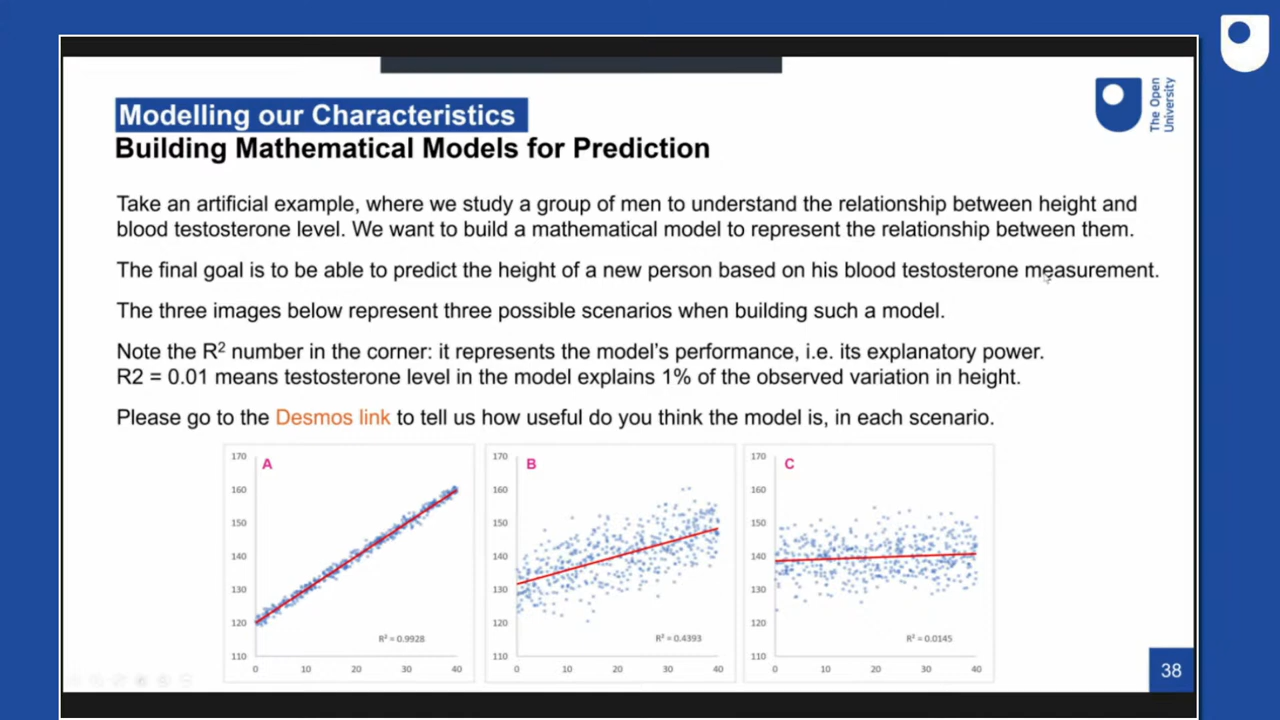 The Open
University
Modelling our Characteristics
Building Mathematical Models for Prediction
Take an artificial example, where we study a group of men to understand the relationship between height and
blood testosterone level. We want to build a mathematical model to represent the relationship between them.
The final goal is to be able to predict the height of a new person based on his blood testosterone measurement.
The three images below represent three possible scenarios when building such a model.
Note the R² number in the corner: it represents the model's performance, i.e. its explanatory power.
R2 = 0.01 means testosterone level in the model explains 1% of the observed variation in height.
Please go to the Desmos link to tell us how useful do you think the model is, in each scenario.
A
170
160
150
140
130
120
110
R² = 0.9928
0 10 20 30 40
B
170
160
150
140
130
120
110
R² = 0.4393
0 10 20 30 40
C
170
160
150
140
130
120
110
R² = 0.0145
0 10 20 30 40
38